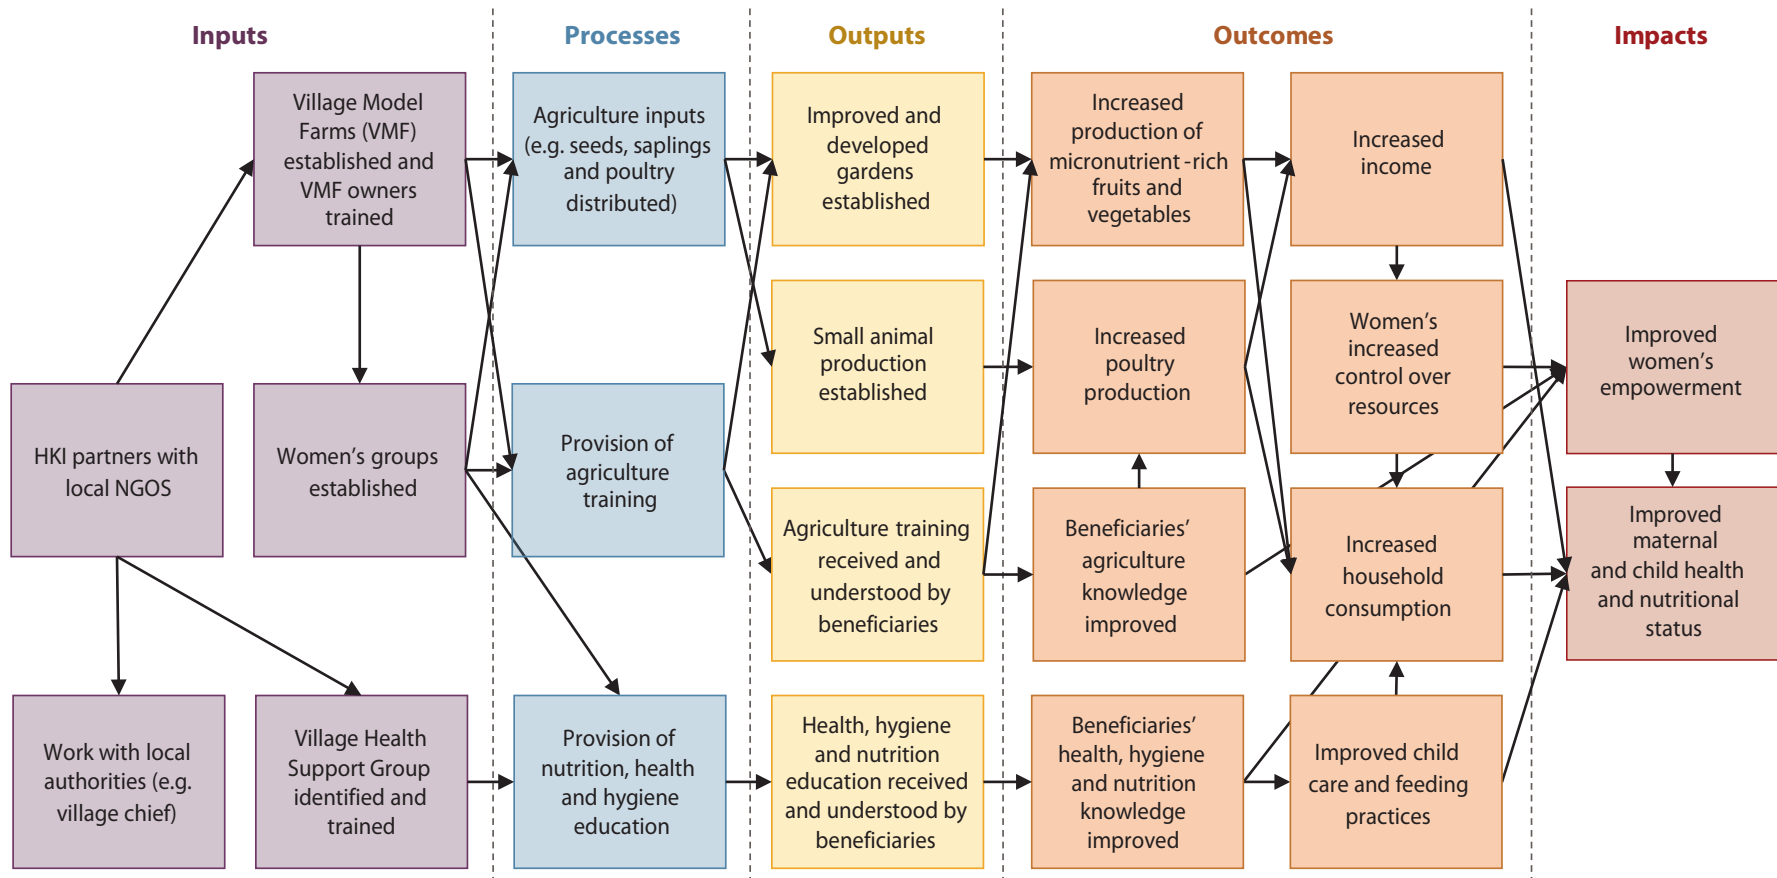 Inputs
Processes
Outputs
Outcomes
Impacts
Village Model
Farms (VMF)
established and
VMF owners
trained
HKI partners with
local NGOS
Women's groups
established
Work with local
authorities (e.g.
village chief)
Village Health
Support Group
identified and
trained
Agriculture inputs
(e.g. seeds, saplings
and poultry
distributed)
Provision of
agriculture
training
Provision of
nutrition, health
and hygiene
education
Improved and
developed
gardens
established
Small animal
production
established
Agriculture training
received and
understood by
beneficiaries
Health, hygiene
and nutrition
education received
and understood by
beneficiaries
Increased
production of
micronutrient -rich
fruits and
vegetables
Increased
poultry
production
Beneficiaries'
agriculture
knowledge
improved
Beneficiaries'
health, hygiene
and nutrition
knowledge
improved
Increased
income
Women's
increased
control over
resources
Increased
household
consumption
Improved child
care and feeding
practices
Improved
women's
empowerment
Improved
maternal
and child health
and nutritional
status